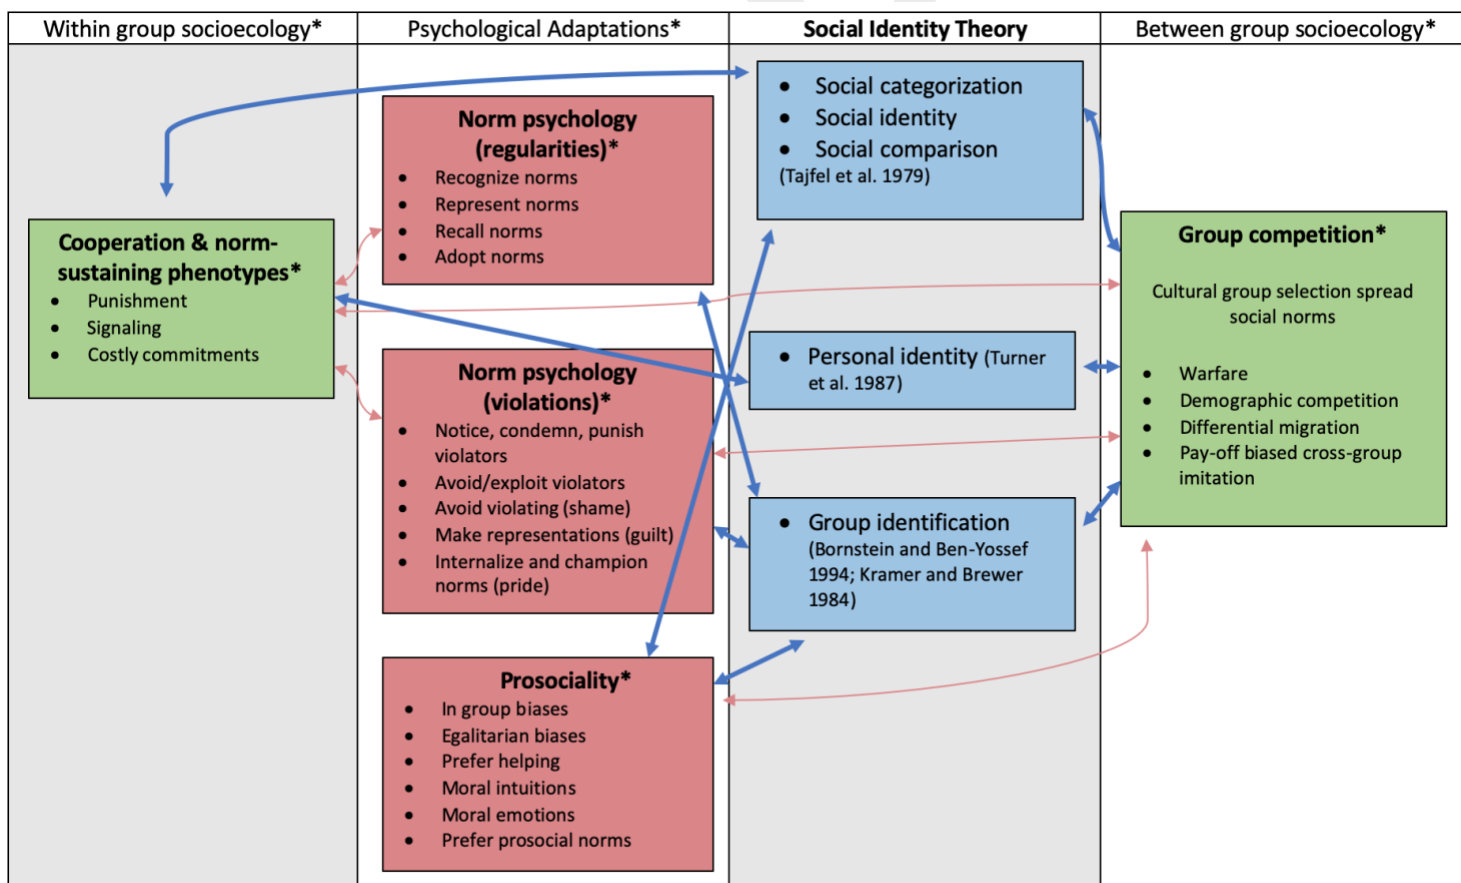 Within group socioecology*
Psychological Adaptations*
Social Identity Theory
Between group socioecology*
Cooperation & norm-
sustaining phenotypes*
• Punishment
• Signaling
• Costly commitments
Norm psychology
(regularities)*
• Recognize norms
• Represent norms
• Recall norms
• Adopt norms
Norm psychology
(violations)*
• Notice, condemn, punish
violators
• Avoid/exploit violators
• Avoid violating (shame)
• Make representations (guilt)
• Internalize and champion
norms (pride)
Prosociality*
• In group biases
• Egalitarian biases
• Prefer helping
• Moral intuitions
• Moral emotions
• Prefer prosocial norms
• Social categorization
• Social identity
• Social comparison
(Tajfel et al. 1979)
• Personal identity (Turner
et al. 1987)
• Group identification
(Bornstein and Ben-Yossef
1994; Kramer and Brewer
1984)
Group competition*
Cultural group selection spread
social norms
• Warfare
• Demographic competition
• Differential migration
• Pay-off biased cross-group
imitation